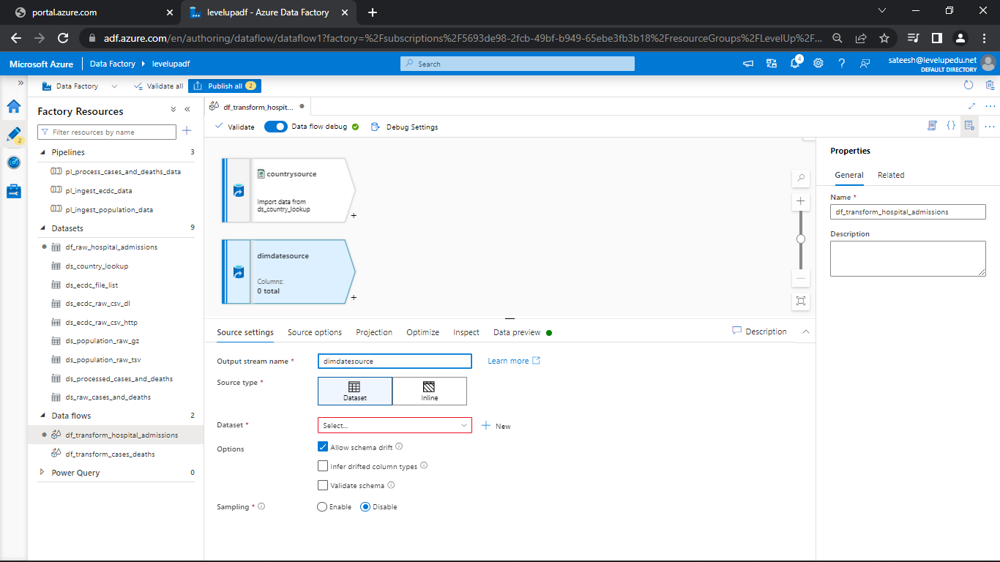 portal.azure.com
levelupadf - Azure Data Factory
adf.azure.com/en/authoring/dataflow/dataflow1?factory=%2Fsubscriptions%2F5693de98-2fcb-49bf-b949-65ebe3fb3b18%2FresourceGroups%2FLevelUp%2F...
Microsoft Azure
Data Factory
levelupadf
Search
4
sateesh@levelupedu.net
DEFAULT DIRECTORY
Data Factory
Validate all
Publish all 2
2
Factory Resources
Filter resources by name
Pipelines 3
pl_process_cases_and_deaths_data
pl_ingest_ecdc_data
pl_ingest_population_data
Datasets 9
df_raw_hospital_admissions
ds_country_lookup
ds_ecdc_file_list
ds_ecdc_raw_csv_dl
ds_ecdc_raw_csv_http
ds_population_raw_gz
ds_population_raw_tsv
ds_processed_cases_and_deaths
ds_raw_cases_and_deaths
Data flows 2
df_transform_hospital_admissions
df_transform_cases_deaths
Power Query 0
df_transform_hospit...
Validate
Data flow debug
Debug Settings
countrysource
Import data from
ds_country_lookup
+
dimdatesource
Columns:
0 total
+
Source settings
Source options
Projection
Optimize
Inspect
Data preview
Description
Output stream name *
dimdatesource
Learn more
Source type *
Dataset
Inline
Dataset *
Select...
New
Options
Allow schema drift
Infer drifted column types
Validate schema
Sampling *
Enable
Disable
Properties
General
Related
Name *
df_transform_hospital_admissions
Description